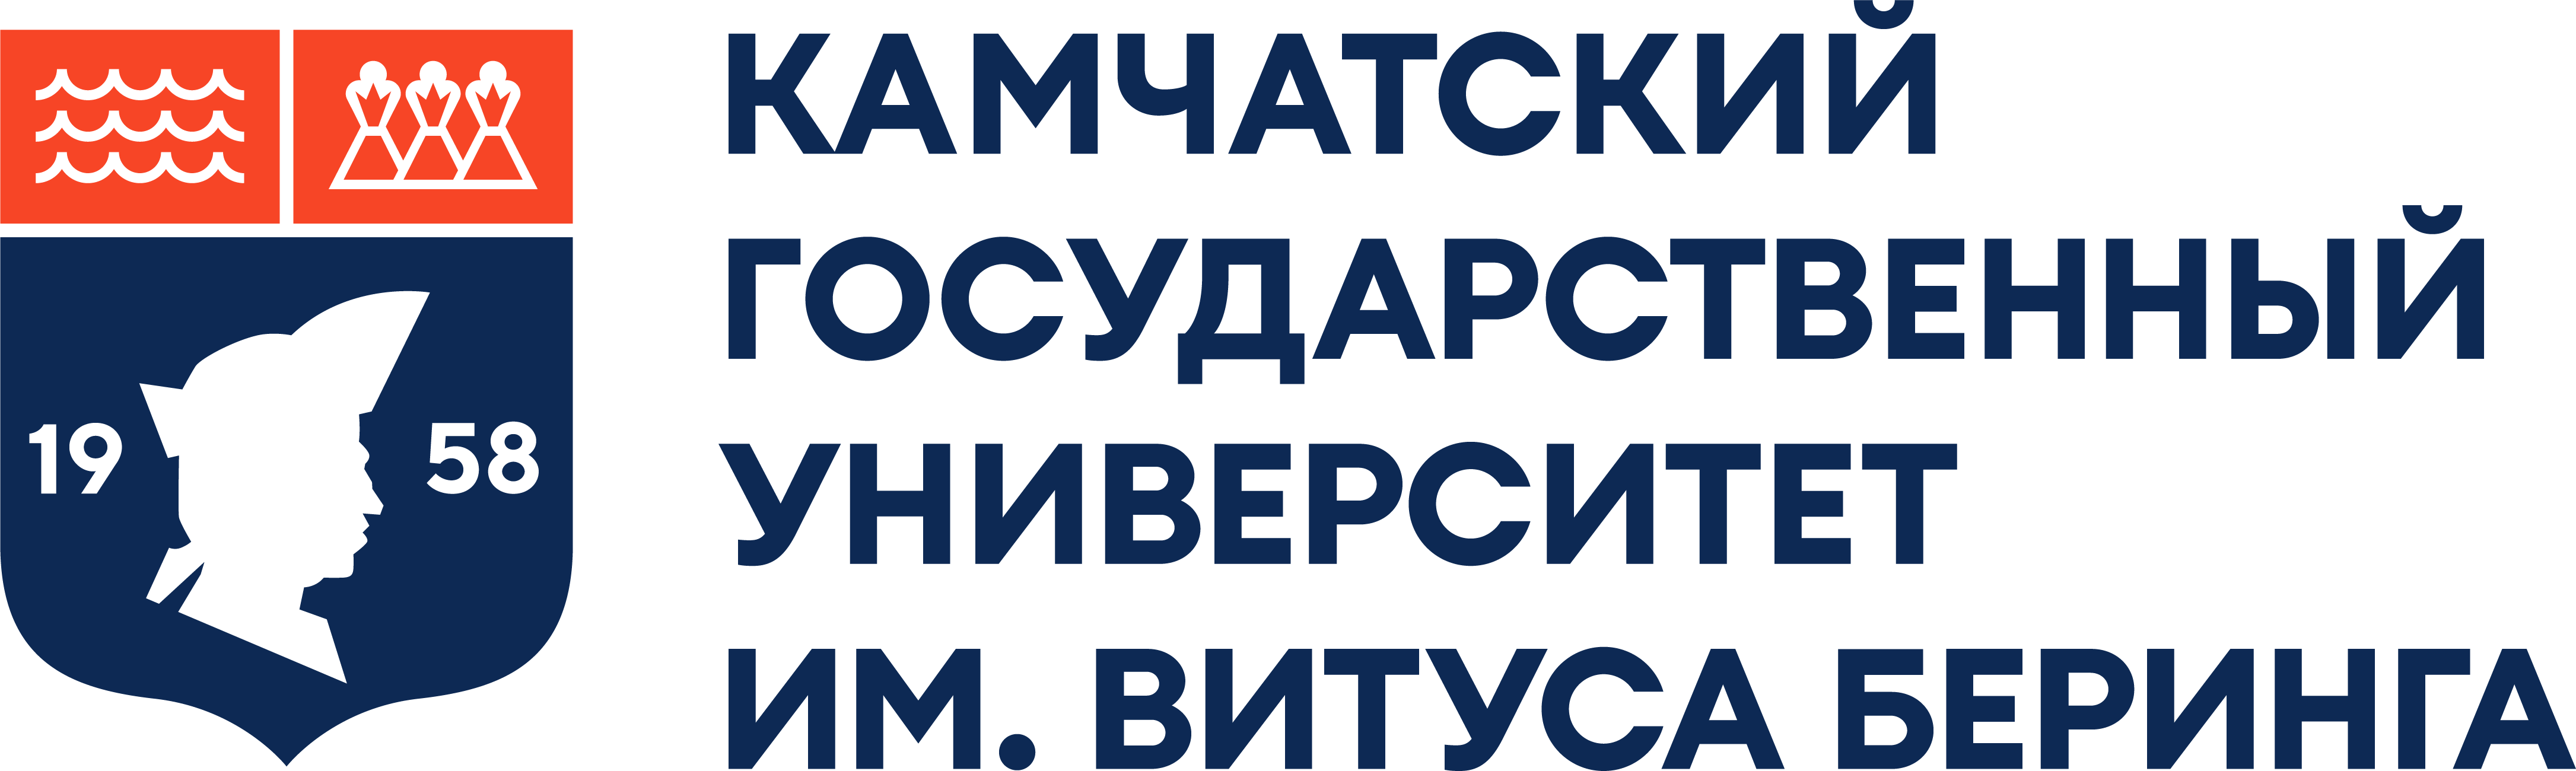 19 58
КАМЧАТСКИЙ
ГОСУДАРСТВЕННЫЙ
УНИВЕРСИТЕТ
ИМ. ВИТУСА БЕРИНГА